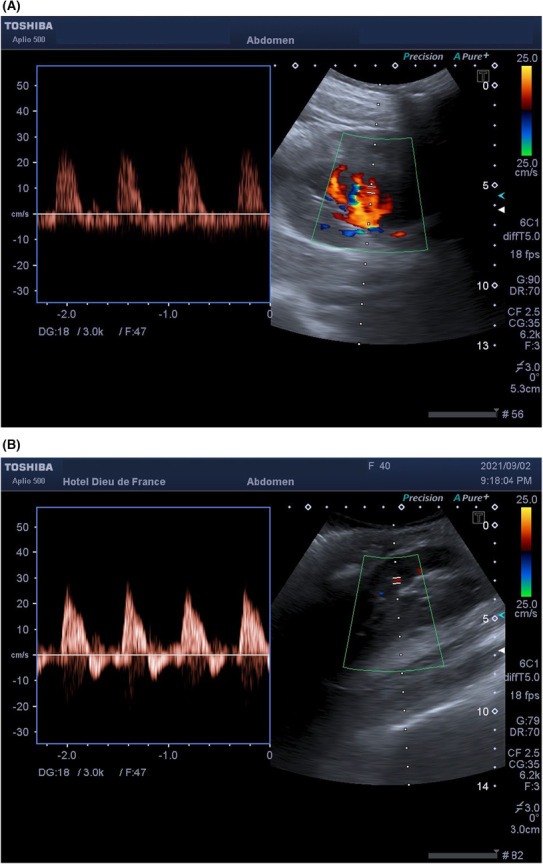 (A)
TOSHIBA
Aplio 500 Abdomen
Precision A Pure+
T
25.0
25.0
cm/s
50
40
30
20
10
cm/s
-10
-20
-30
-2.0 -1.0 0
DG:18 / 3.0k / F:47
0
5
10
13
6C1
diffT5.0
18 fps
G:90
DR:70
CF 2.5
CG:35
6.2k
F:3
3.0
0°
5.3cm
# 56
(B)
TOSHIBA F 40 2021/09/02
Aplio 500 Hotel Dieu de France Abdomen 9:18:04 PM
Precision A Pure+
T
25.0
25.0
cm/s
50
40
30
20
10
cm/s
-10
-20
-30
-2.0 -1.0 0
DG:18 / 3.0k / F:47
0
5
10
14
6C1
diffT5.0
18 fps
G:79
DR:70
CF 2.5
CG:35
6.2k
F:3
3.0
0°
3.0cm
# 82